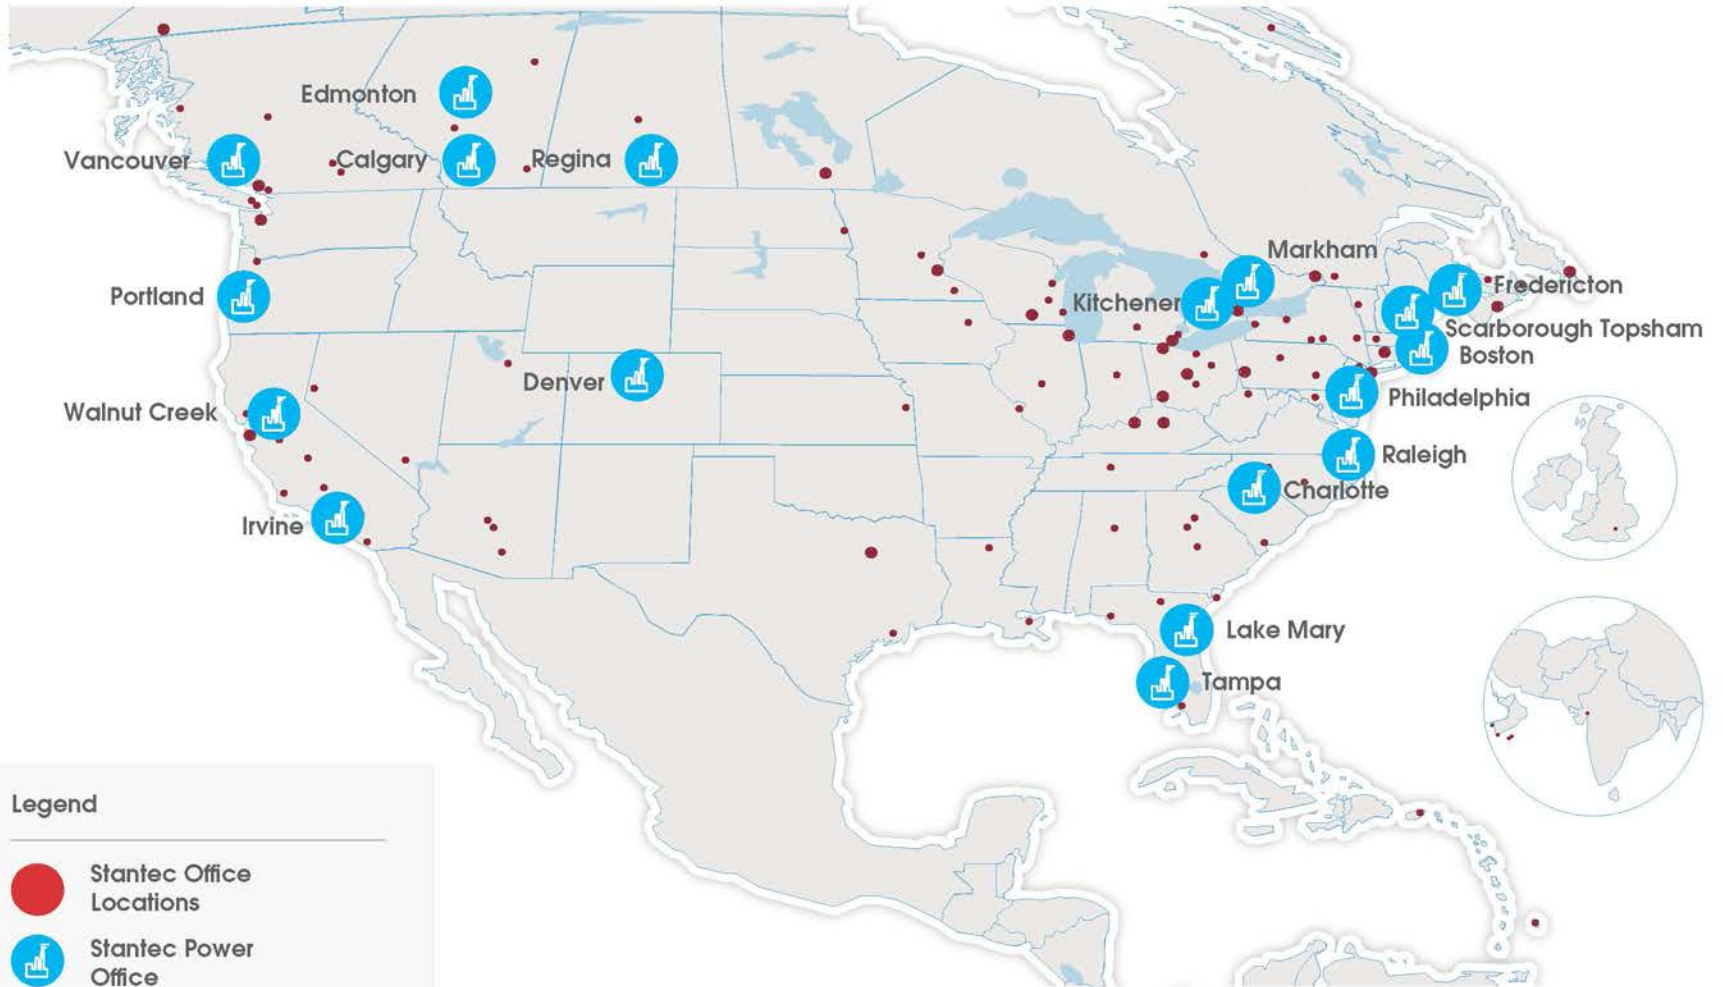 Edmonton
Vancouver
Calgary
Regina
Markham
Portland
Kitchener
Fredericton
Scarborough Topsham
Boston
Denver
Philadelphia
Walnut Creek
Raleigh
Charlotte
Irvine
Lake Mary
Tampa
Legend
Stantec Office
Locations
Stantec Power
Office